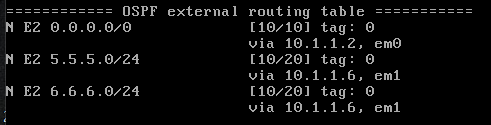 ============ OSPF external routing table ===========
N E2 0.0.0.0/0             [10/10] tag: 0
                           via 10.1.1.2, em0
N E2 5.5.5.0/24            [10/20] tag: 0
                           via 10.1.1.6, em1
N E2 6.6.6.0/24            [10/20] tag: 0
                           via 10.1.1.6, em1